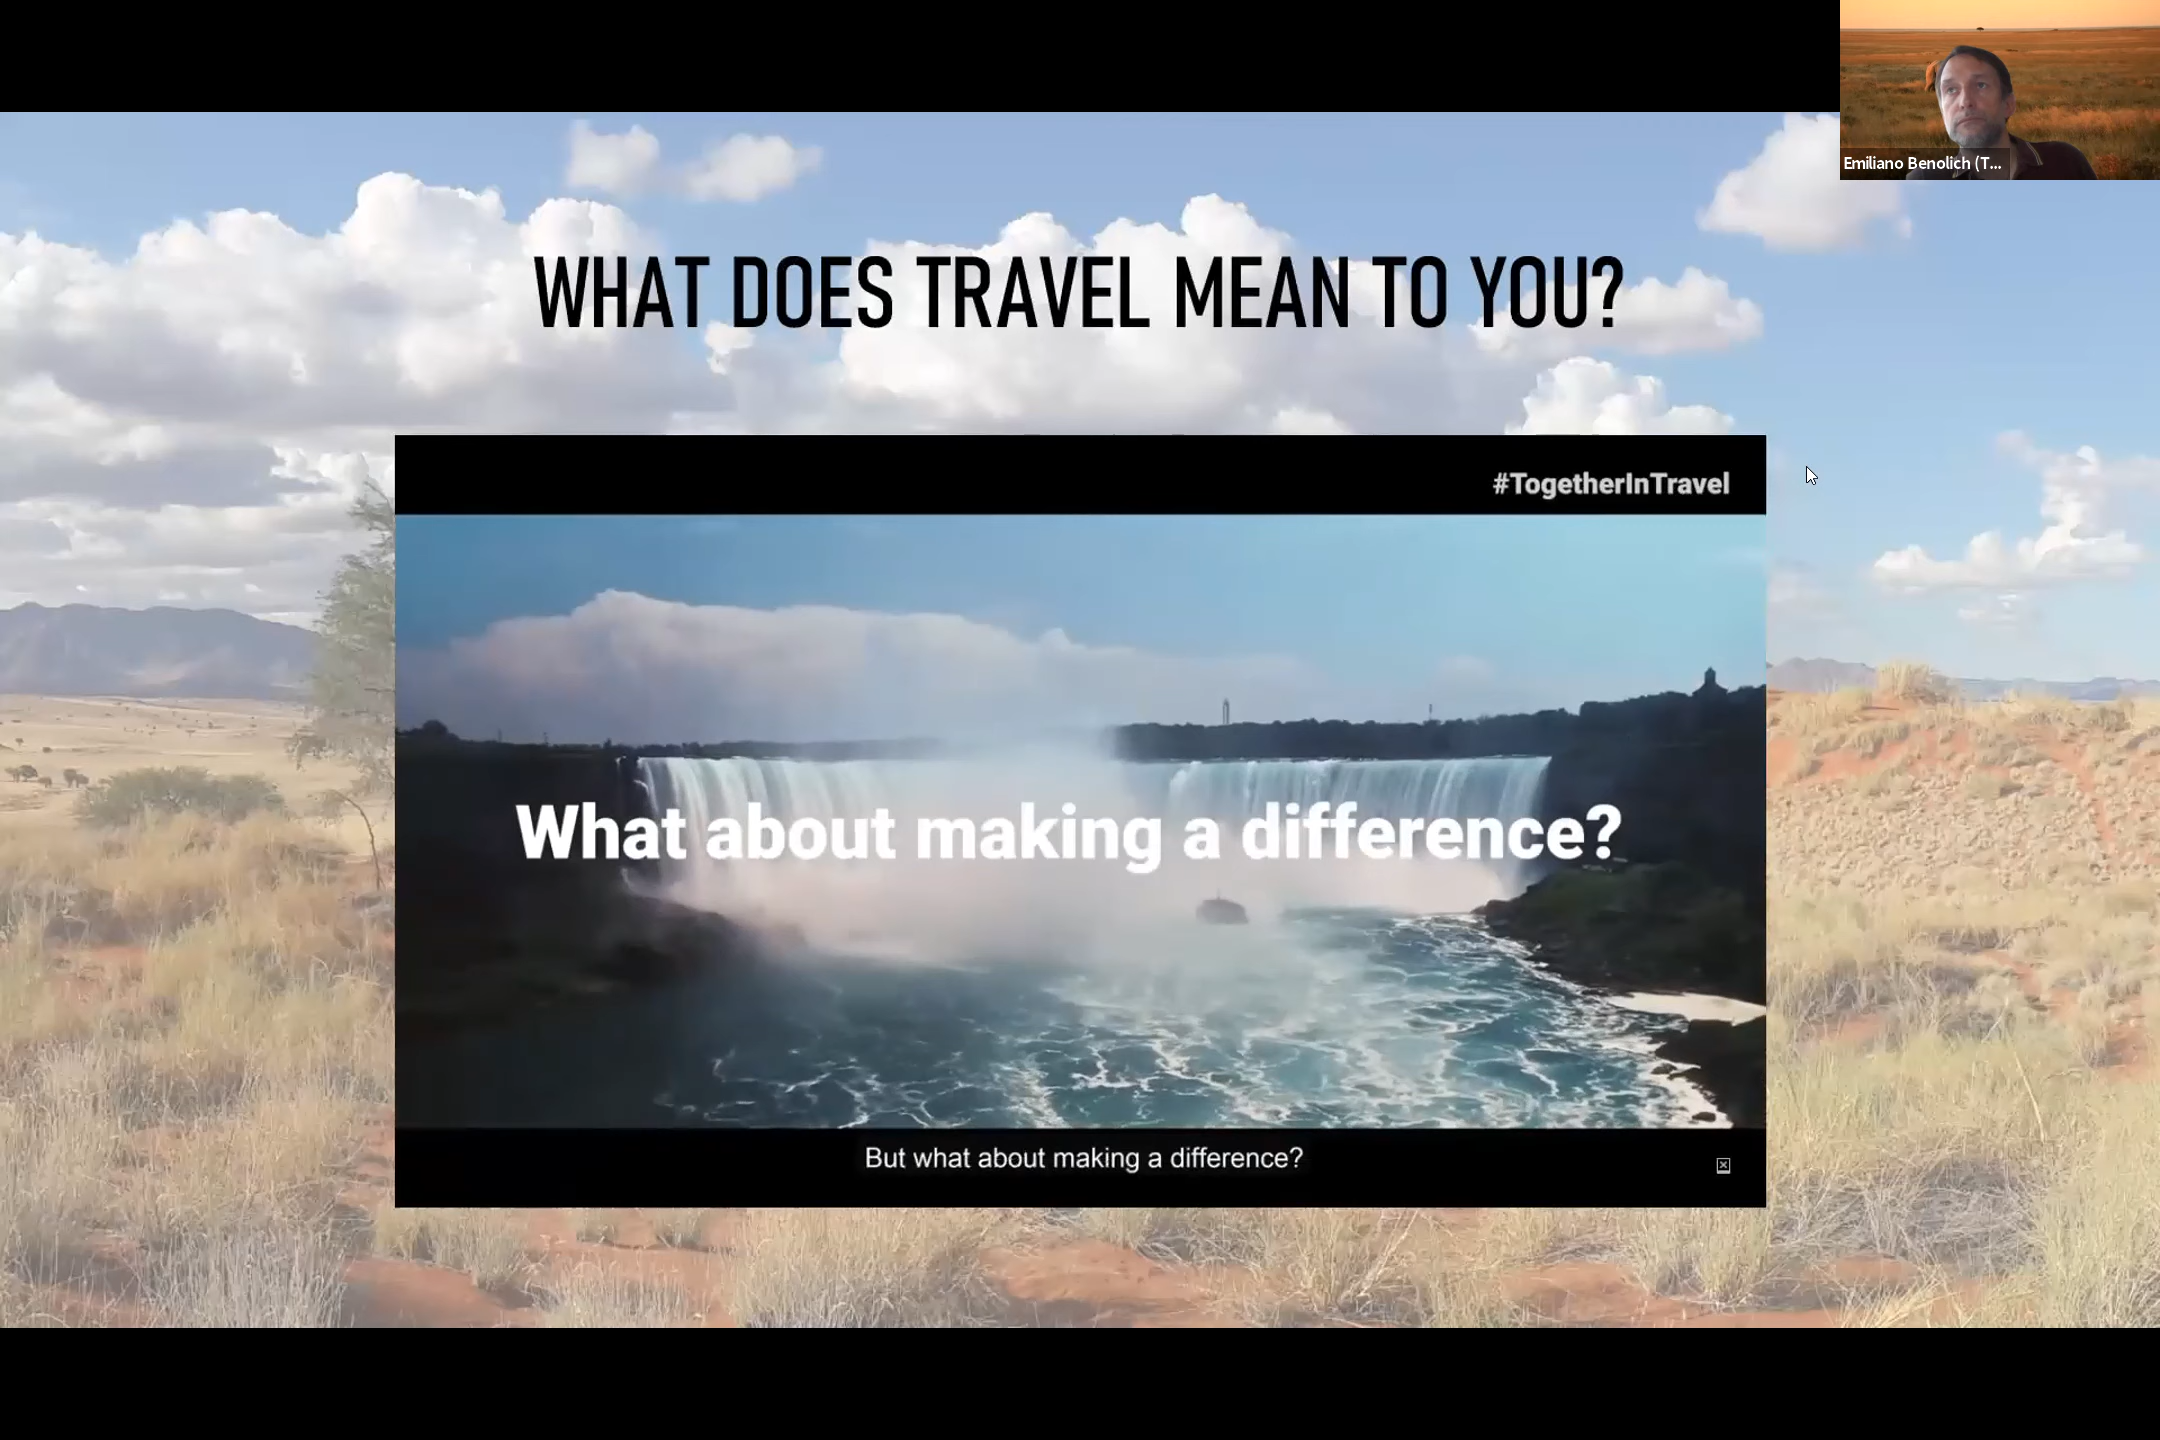 Emiliano Benolich (T...
WHAT DOES TRAVEL MEAN TO YOU?
#TogetherInTravel
What about making a difference?
But what about making a difference?